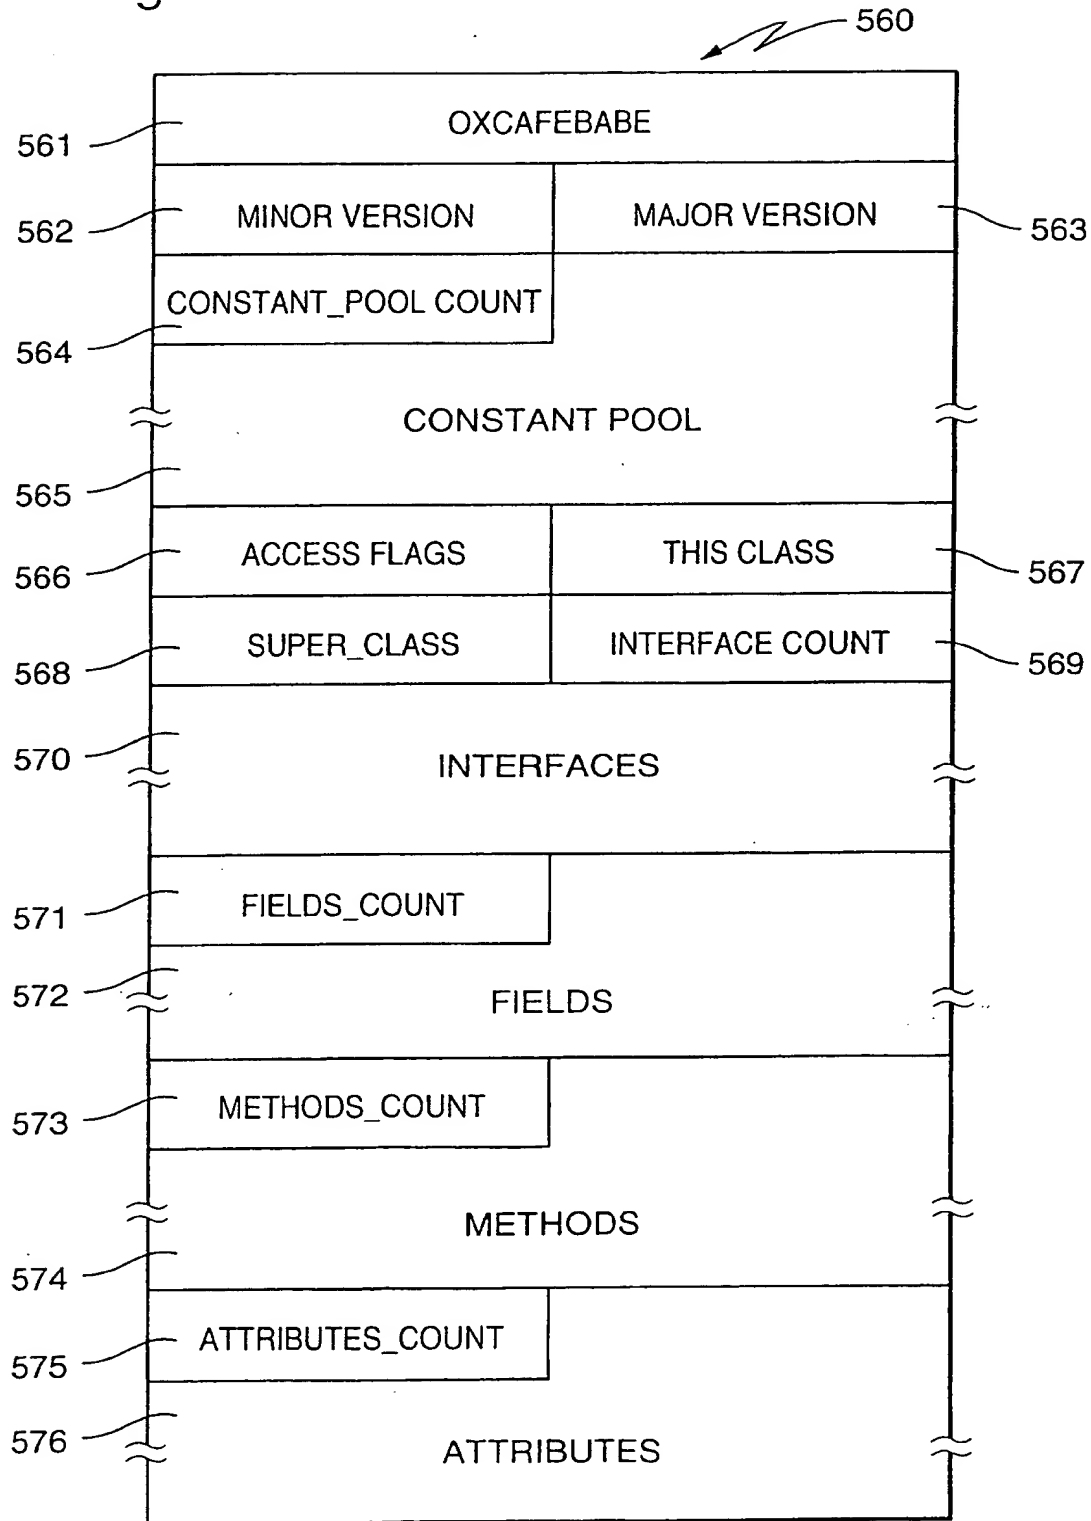 560
561 OXCAFEBABE
562 MINOR VERSION MAJOR VERSION 563
CONSTANT_POOL COUNT
564
CONSTANT POOL
565
566 ACCESS FLAGS THIS CLASS 567
568 SUPER_CLASS INTERFACE COUNT 569
570
INTERFACES
571 FIELDS_COUNT
572 FIELDS
573 METHODS_COUNT
METHODS
574
575 ATTRIBUTES_COUNT
576 ATTRIBUTES